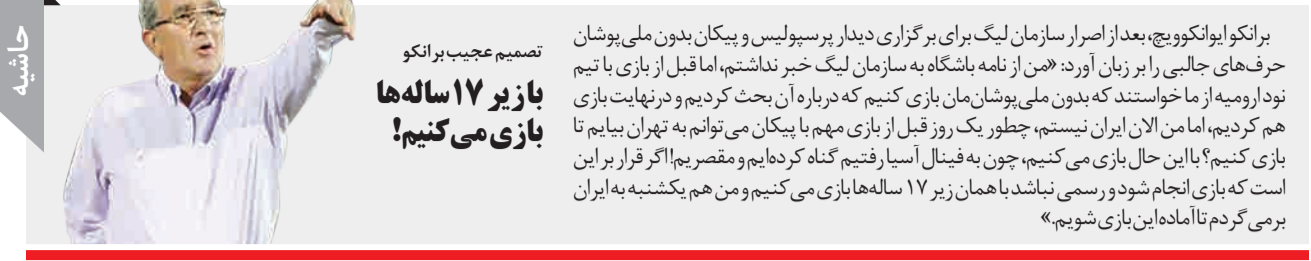 حاشیه
تصمیم عجیب برانکو
با زیر ۱۷ ساله‌ها
بازی می‌کنیم!
برانکو ایوانکوویچ، بعد از اصرار سازمان لیگ برای برگزاری دیدار پرسپولیس و پیکان بدون ملی پوشان
حرف‌های جالبی را بر زبان آورد: «من از نامه باشگاه به سازمان لیگ خبر نداشتم، اما قبل از بازی با تیم
نود ارومیه از ما خواستند که بدون ملی‌پوشان‌مان بازی کنیم که درباره آن بحث کردیم و در نهایت بازی
هم کردیم، اما من الان ایران نیستم، چطور یک روز قبل از بازی مهم با پیکان می‌توانم به تهران بیایم تا
بازی کنیم؟ با این حال بازی می‌کنیم، چون به فینال آسیا رفتیم گناه کرده‌ایم و مقصریم! اگر قرار بر این
است که بازی انجام شود و رسمی نباشد با همان زیر ۱۷ ساله‌ها بازی می‌کنیم و من هم یکشنبه به ایران
برمی‌گردم تا آماده این بازی شویم.»